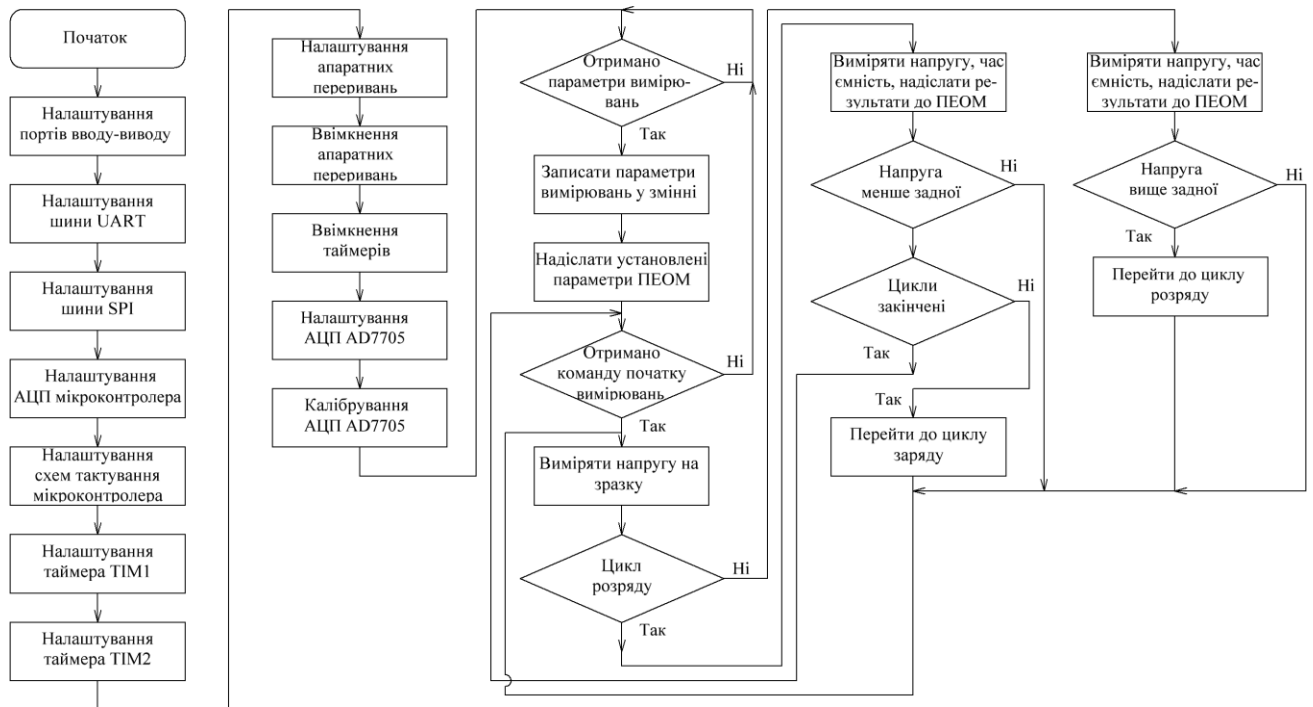 Початок
Налаштування
портів вводу-виводу
Налаштування
шини UART
Налаштування
шини SPI
Налаштування
АЦП мікроконтролера
Налаштування
схем тактування
мікроконтролера
Налаштування
таймера TIM1
Налаштування
таймера TIM2
Налаштування
апаратних
переривань
Ввімкнення
апаратних
переривань
Ввімкнення
таймерів
Налаштування
АЦП AD7705
Калібрування
АЦП AD7705
Отримано
параметри вимірю-
вань
Ні
Так
Записати параметри
вимірювань у змінні
Надіслати установлені
параметри ПЕОМ
Отримано
команду початку
вимірювань
Ні
Так
Виміряти напругу на
зразку
Цикл
розряду
Ні
Так
Виміряти напругу, час
ємність, надіслати ре-
зультати до ПЕОМ
Так
Напруга
менше задної
Ні
Цикли
закінчені
Ні
Так
Так
Перейти до циклу
заряду
Виміряти напругу, час
ємність, надіслати ре-
зультати до ПЕОМ
Напруга
вище задної
Ні
Так
Перейти до циклу
розряду